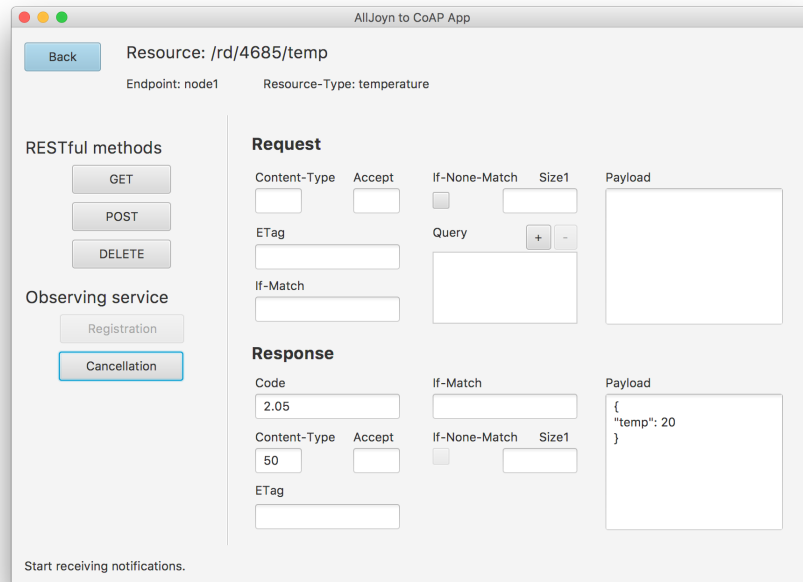 AllJoyn to CoAP App
Back
Resource: /rd/4685/temp
Endpoint: node1 Resource-Type: temperature
RESTful methods
GET
POST
DELETE
Observing service
Registration
Cancellation
Request
Content-Type Accept If-None-Match Size1 Payload
ETag Query + -
If-Match
Response
Code If-Match Payload
2.05
{
"temp": 20
}
Content-Type Accept If-None-Match Size1
50
ETag
Start receiving notifications.